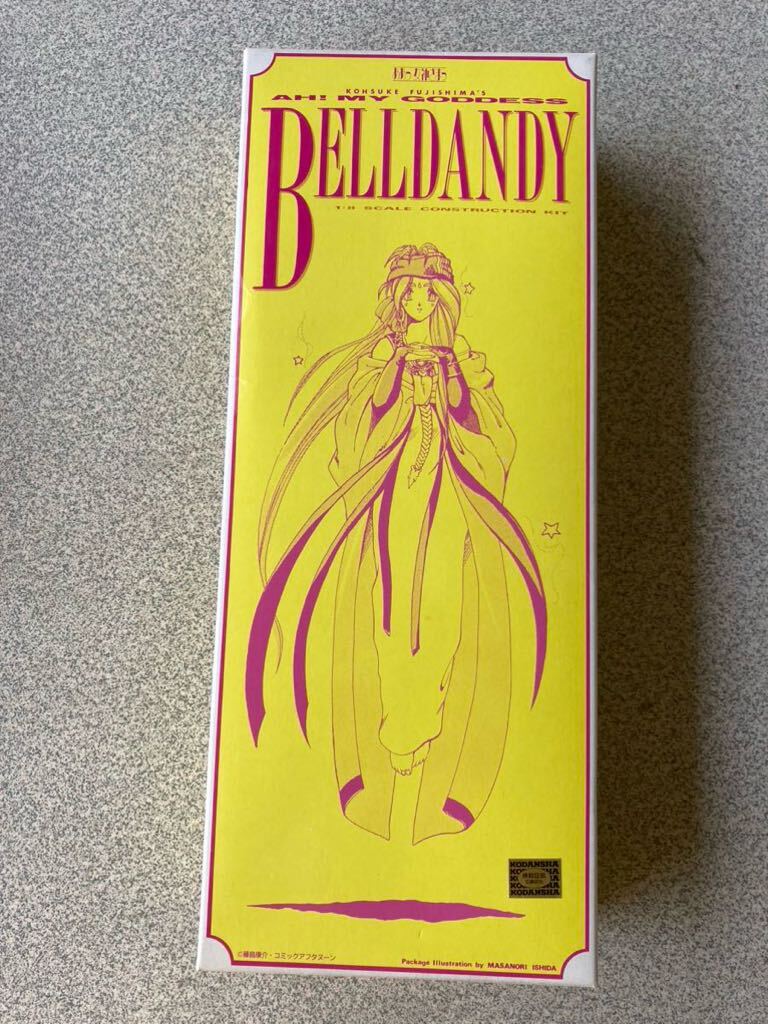 KOHSUKE FUJISHIMA'S
AH! MY GODDESS
BELLDANDY
1:8 SCALE CONSTRUCTION KIT
KODANSHA
KODANSHA
©藤島康介・コミックアフタヌーン
Package Illustration by MASANORI ISHIDA